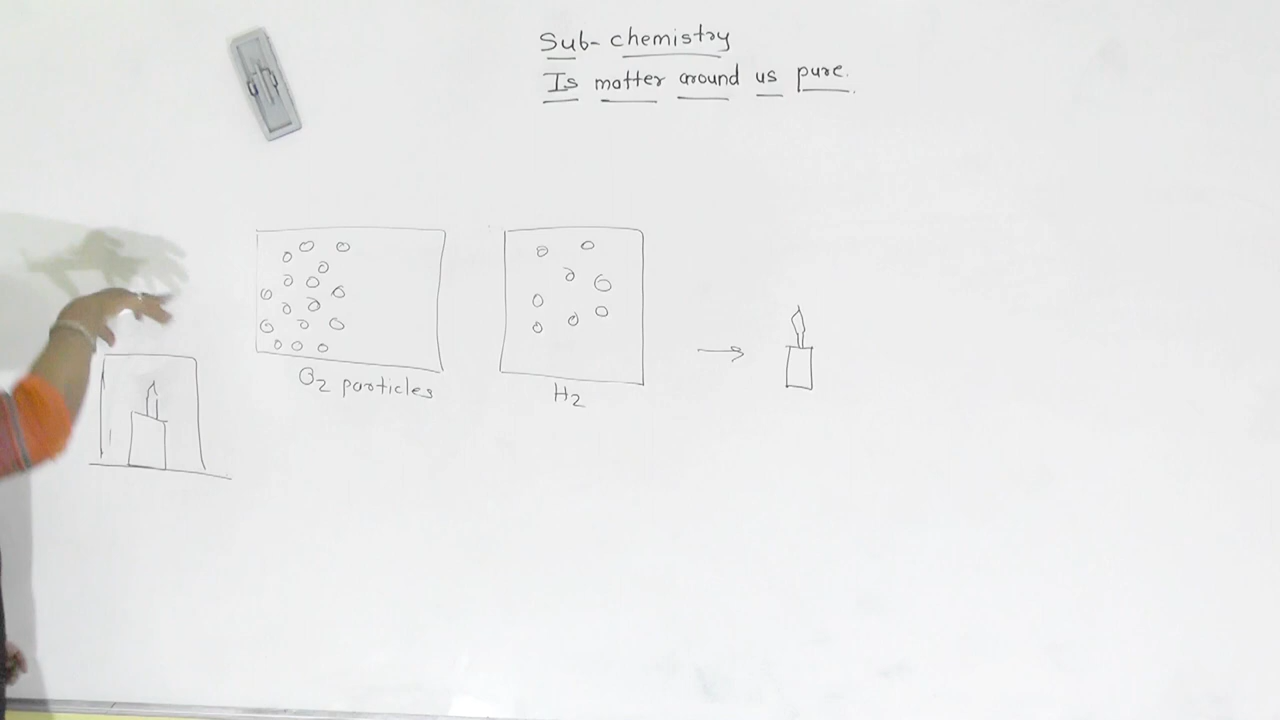 Sub- chemistry
Is matter around us pure.
O2 particles
H2